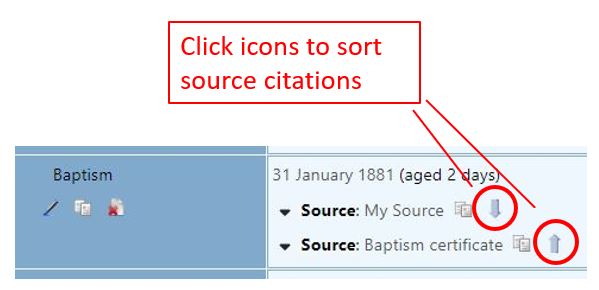 Click icons to sort
source citations
Baptism
31 January 1881 (aged 2 days)
Source: My Source
Source: Baptism certificate